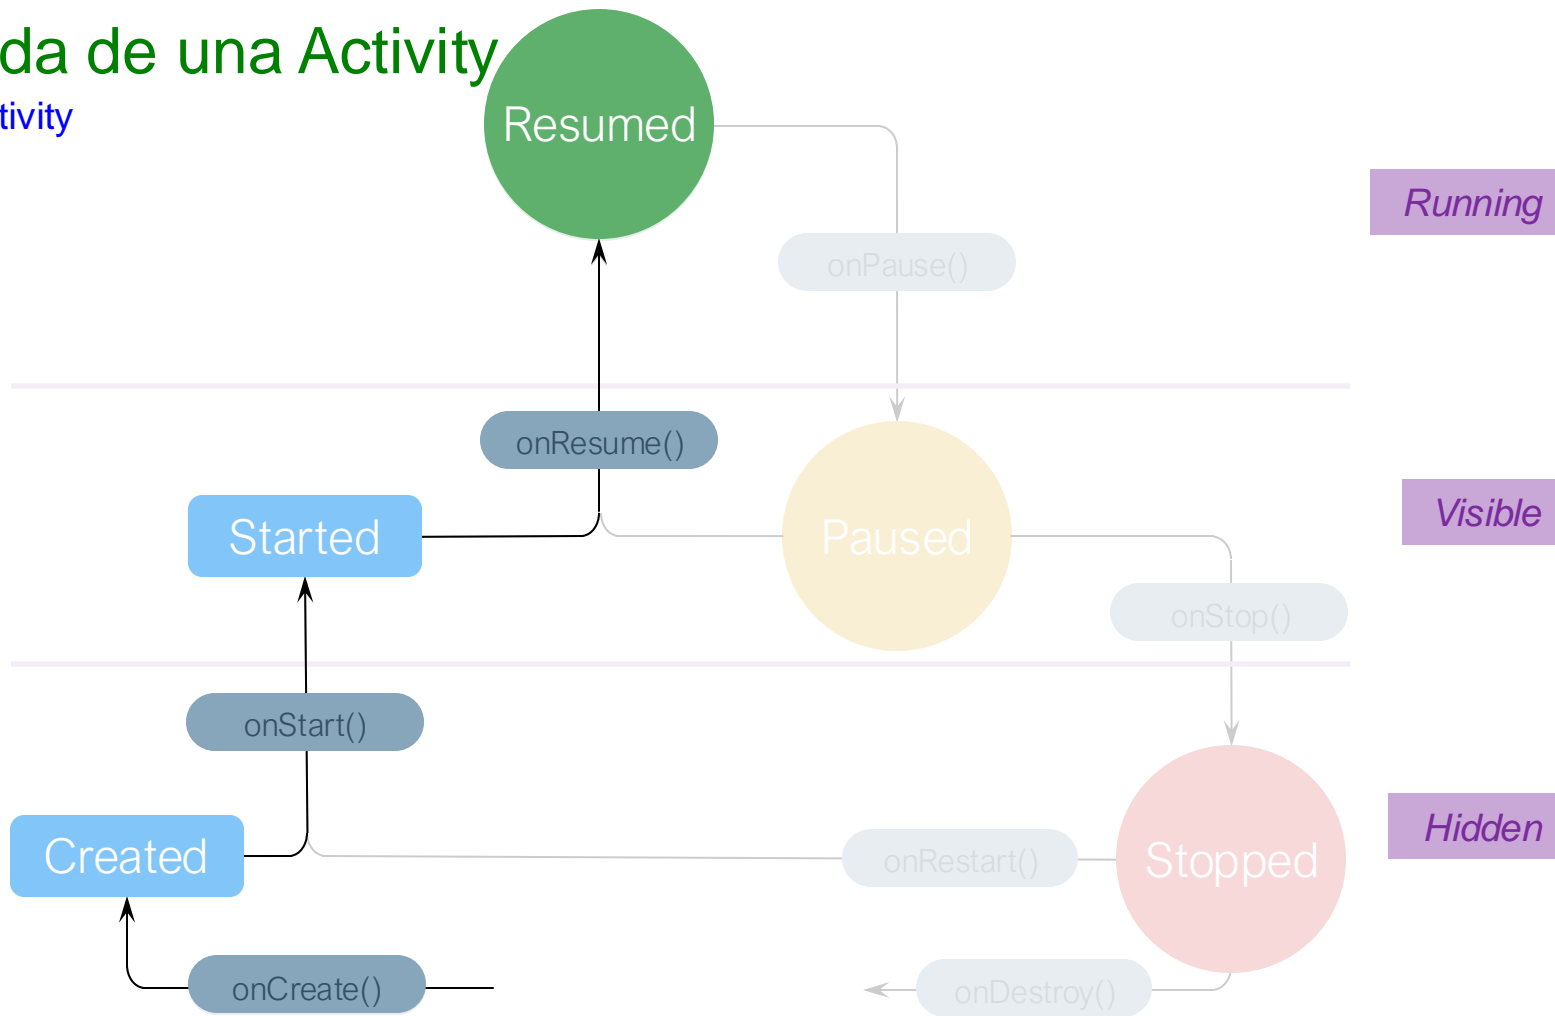 da de una Activity
tivity
Resumed
Running
onPause()
onResume()
Started
Paused
Visible
onStop()
onStart()
Created
onRestart()
Stopped
Hidden
onCreate()
onDestroy()